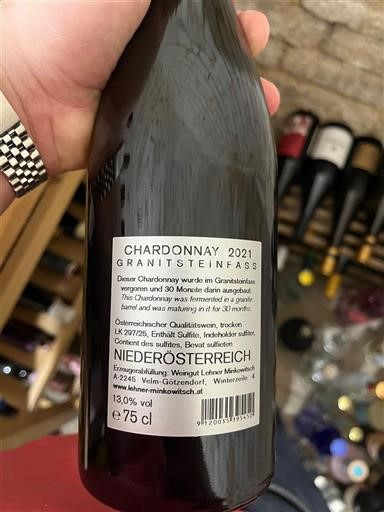 CHARDONNAY 2021
GRANITSTEINFASS
Dieser Chardonnay wurde im Granitsteinfass
vergoren und 30 Monate darin ausgebaut.
This Chardonnay was fermented in a granite
barrel and was maturing in it for 30 months.
Österreichischer Qualitätswein, trocken
LK 297/25, Enthält Sulfite, Indeholder sulfitter,
Contient des sulfites, Bevat sulfieten
NIEDERÖSTERREICH
Erzeugerabfüllung: Weingut Lehner Minkowitsch
A-2245 Velm-Götzendorf, Winterzeile 4
www.lehner-minkowitsch.at
13,0% vol
e 75 cl
9120035395450